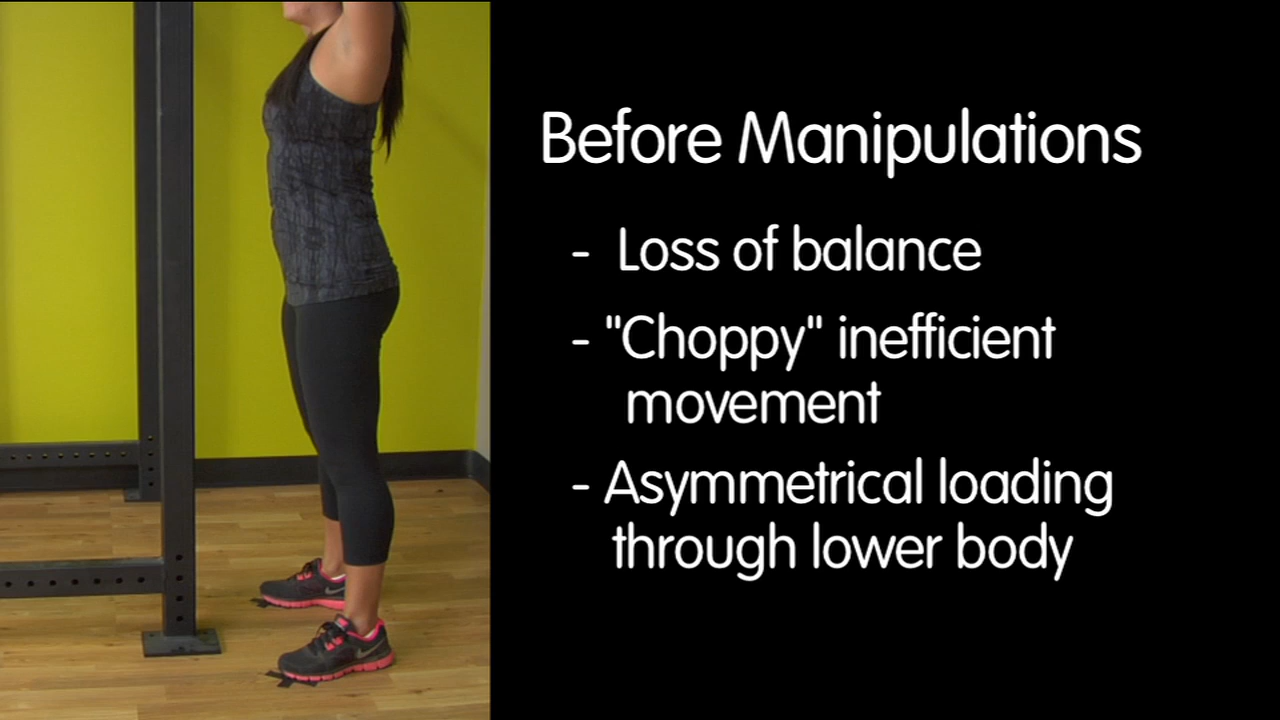 Before Manipulations
- Loss of balance
- "Choppy" inefficient
movement
- Asymmetrical loading
through lower body